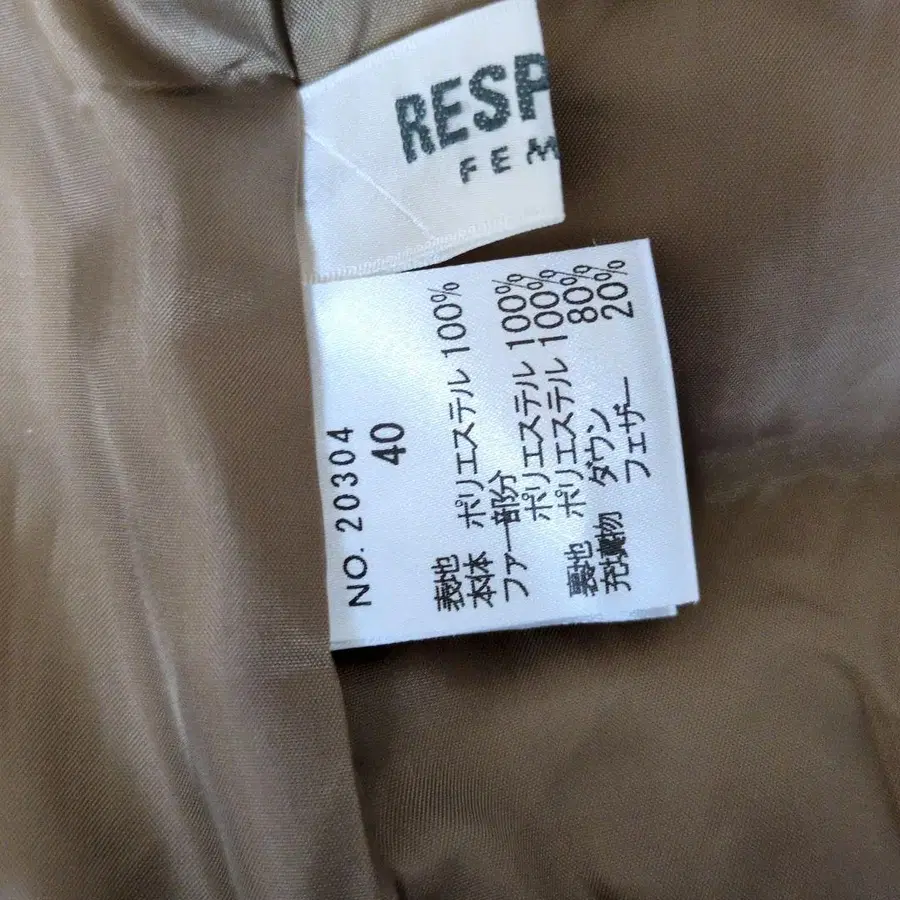 RESP
FEM
NO. 20304
40
表地
本体 ポリエステル 100%
ファー部分
ポリエステル 100%
裏地 ポリエステル 100%
充填物 ダウン 80%
フェザー 20%